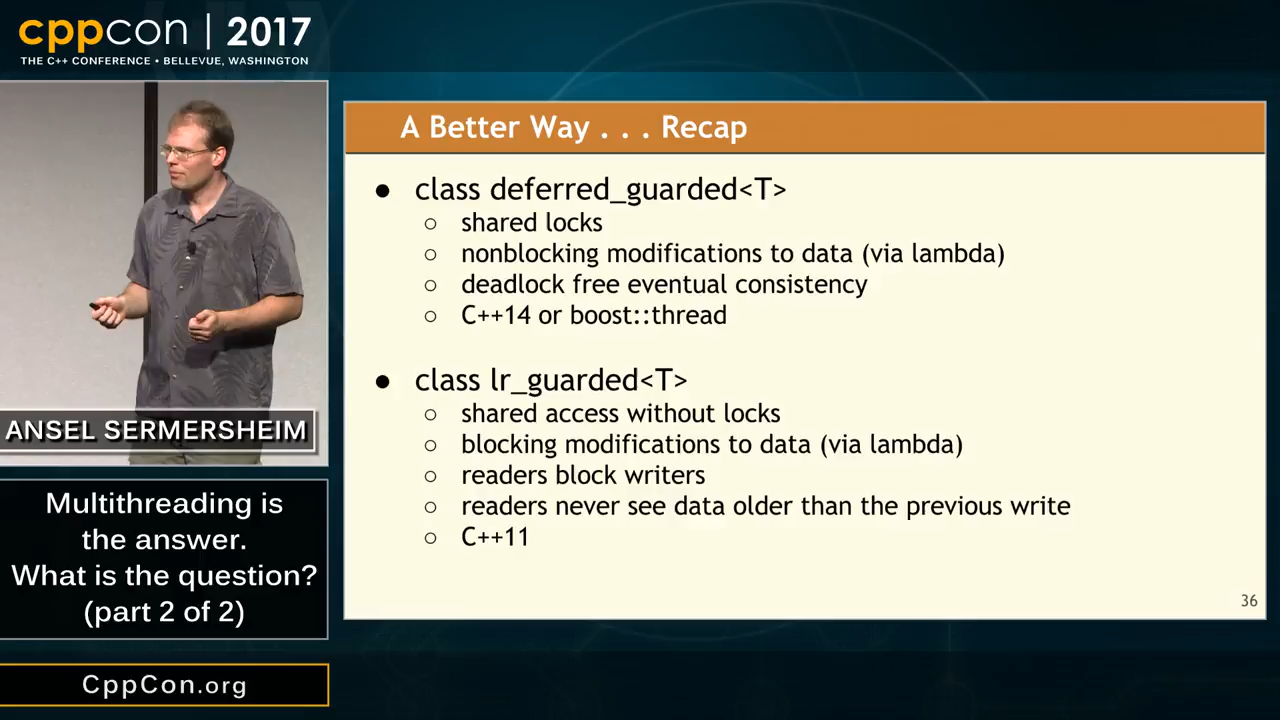 cppcon | 2017
THE C++ CONFERENCE • BELLEVUE, WASHINGTON
A Better Way . . . Recap
● class deferred_guarded<T>
○ shared locks
○ nonblocking modifications to data (via lambda)
○ deadlock free eventual consistency
○ C++14 or boost::thread
● class lr_guarded<T>
○ shared access without locks
○ blocking modifications to data (via lambda)
○ readers block writers
○ readers never see data older than the previous write
○ C++11
36
ANSEL SERMERSHEIM
Multithreading is
the answer.
What is the question?
(part 2 of 2)
CppCon.org